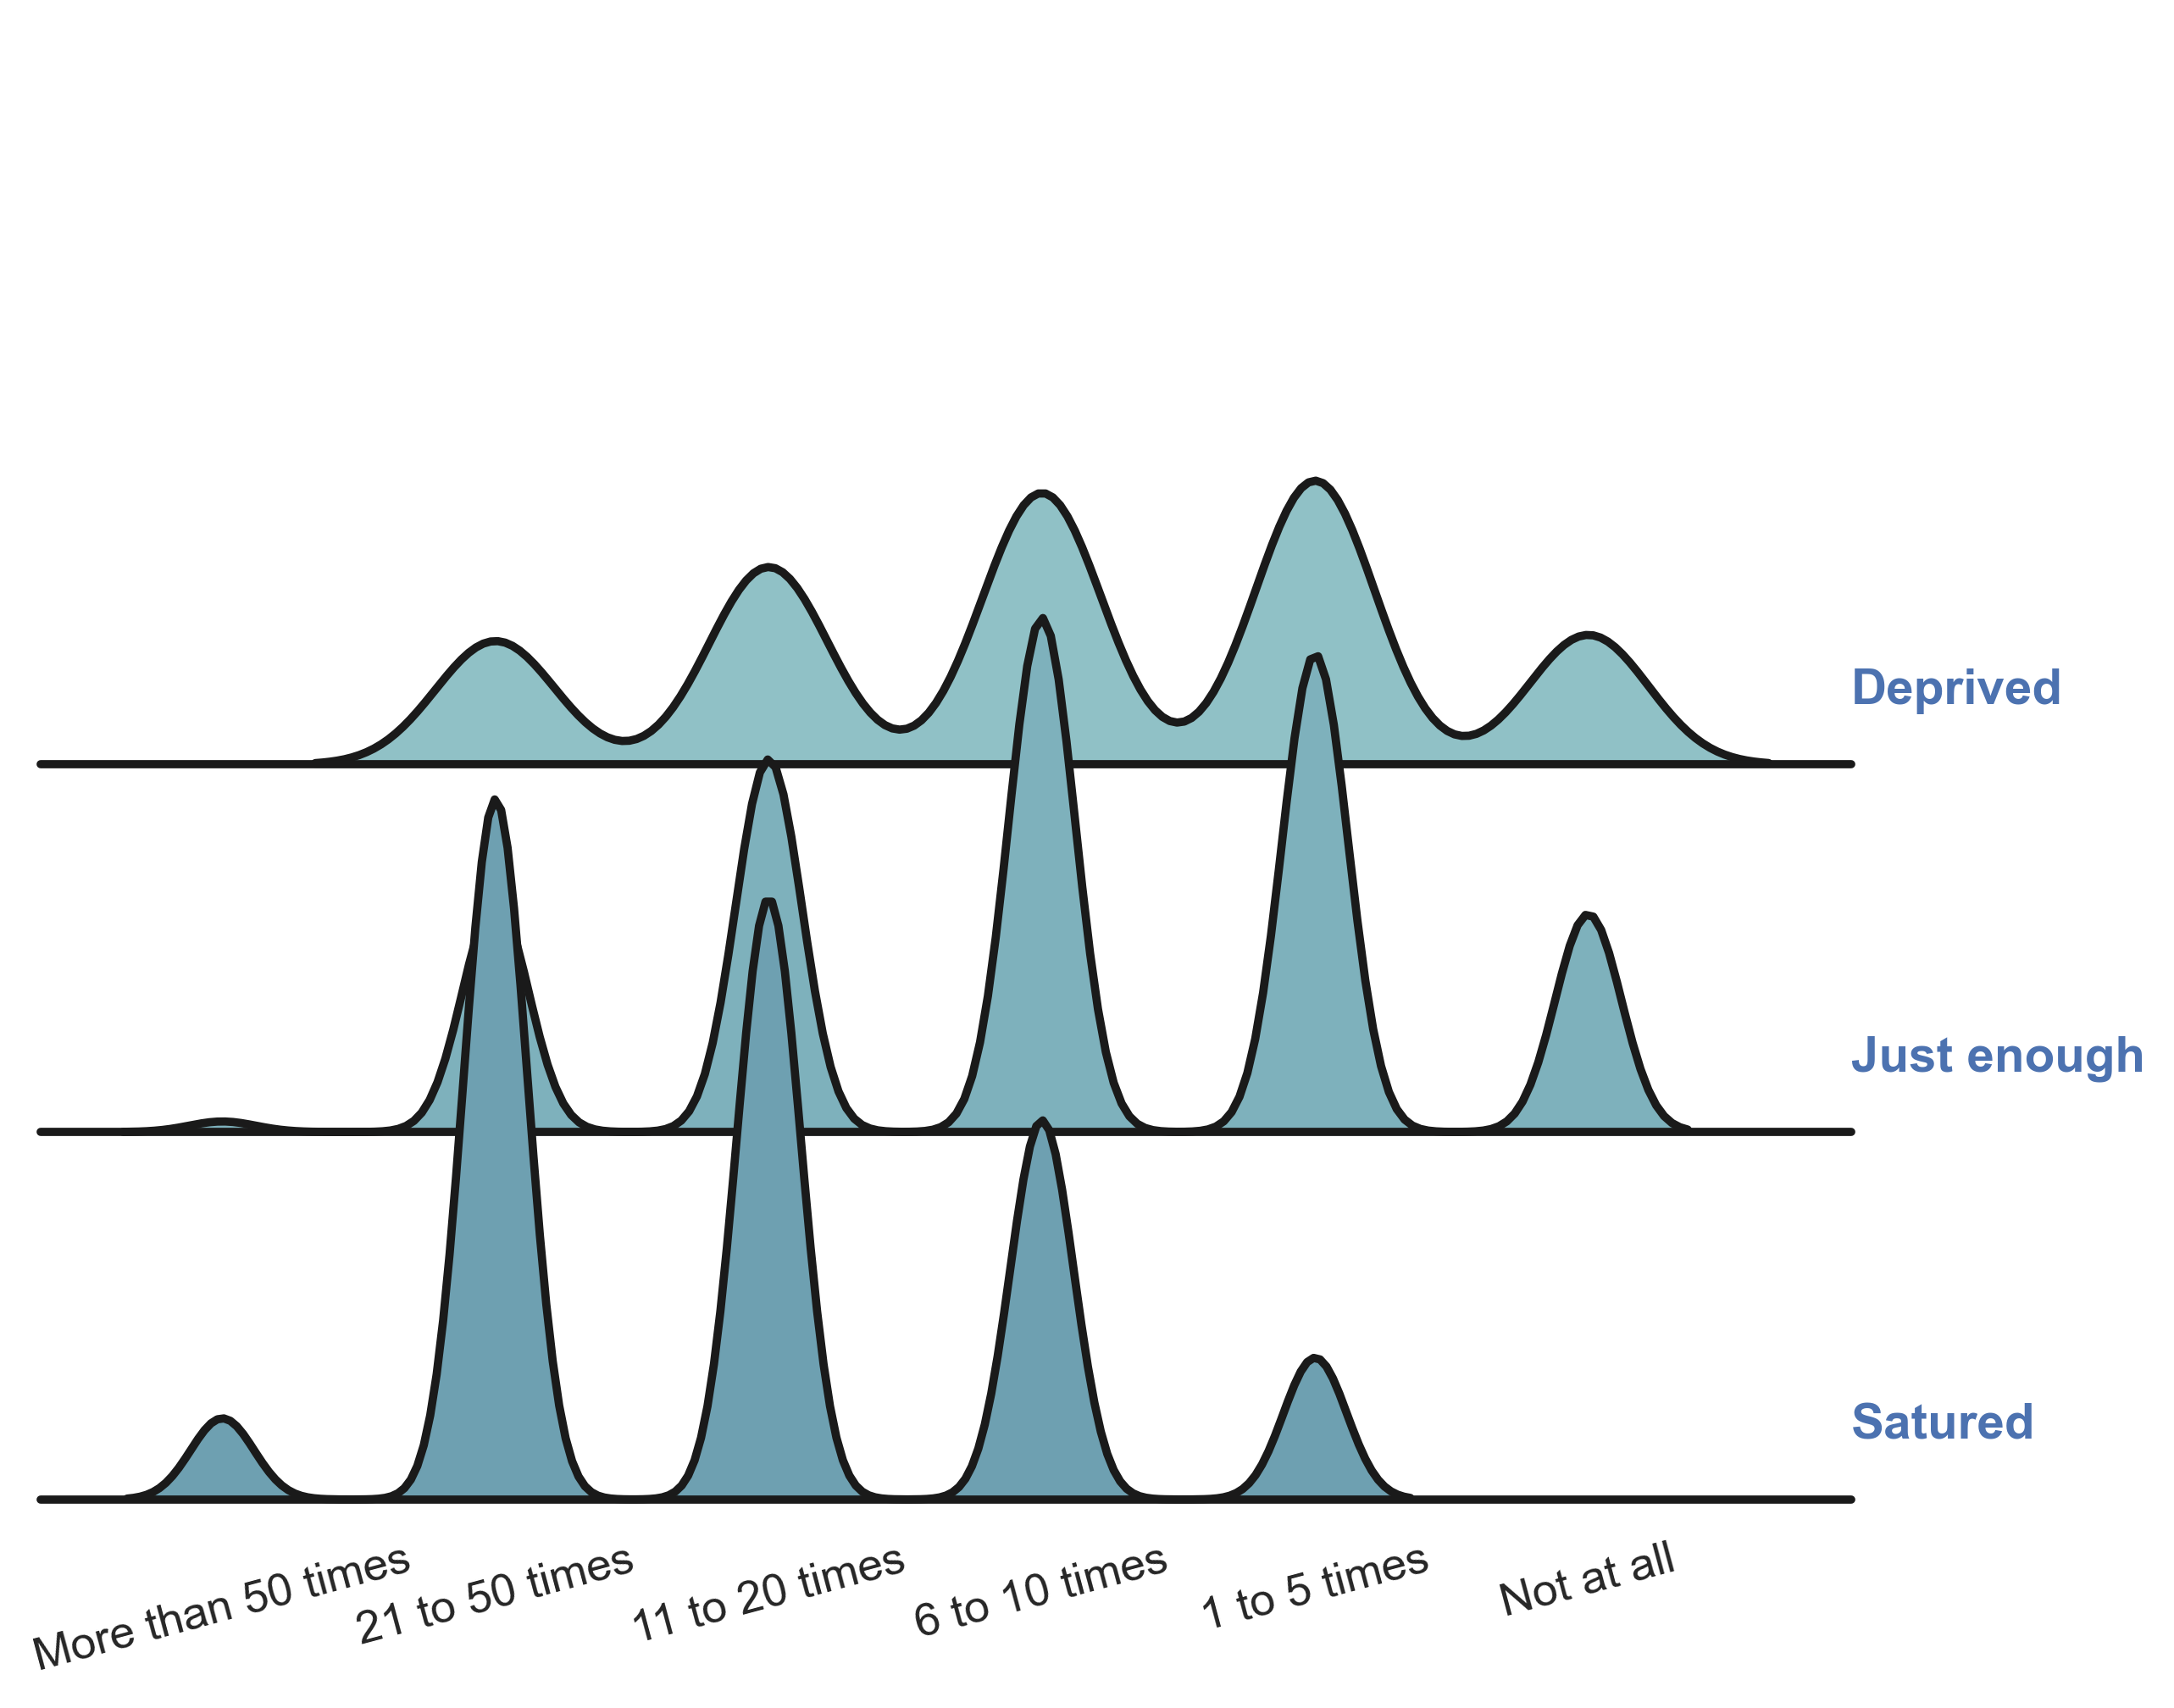 Deprived
Just enough
Satured
More than 50 times
21 to 50 times
11 to 20 times
6 to 10 times
1 to 5 times
Not at all